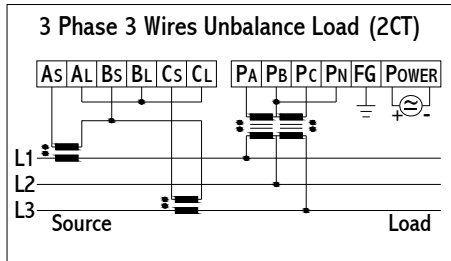 3 Phase 3 Wires Unbalance Load (2CT)
AS AL BS BL CS CL PA PB PC PN FG POWER
+ -
L1
L2
L3
Source Load